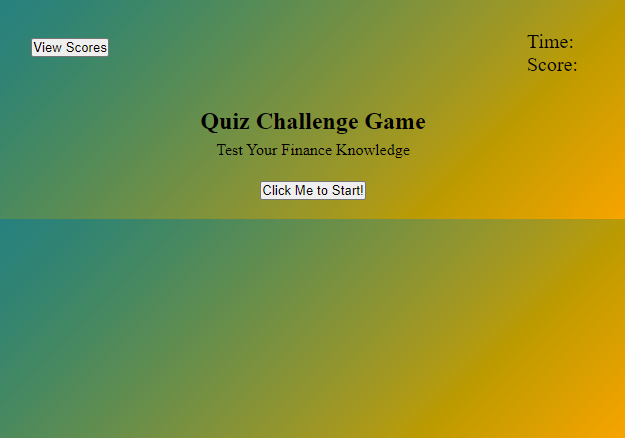 View Scores
Time:
Score:
Quiz Challenge Game
Test Your Finance Knowledge
Click Me to Start!